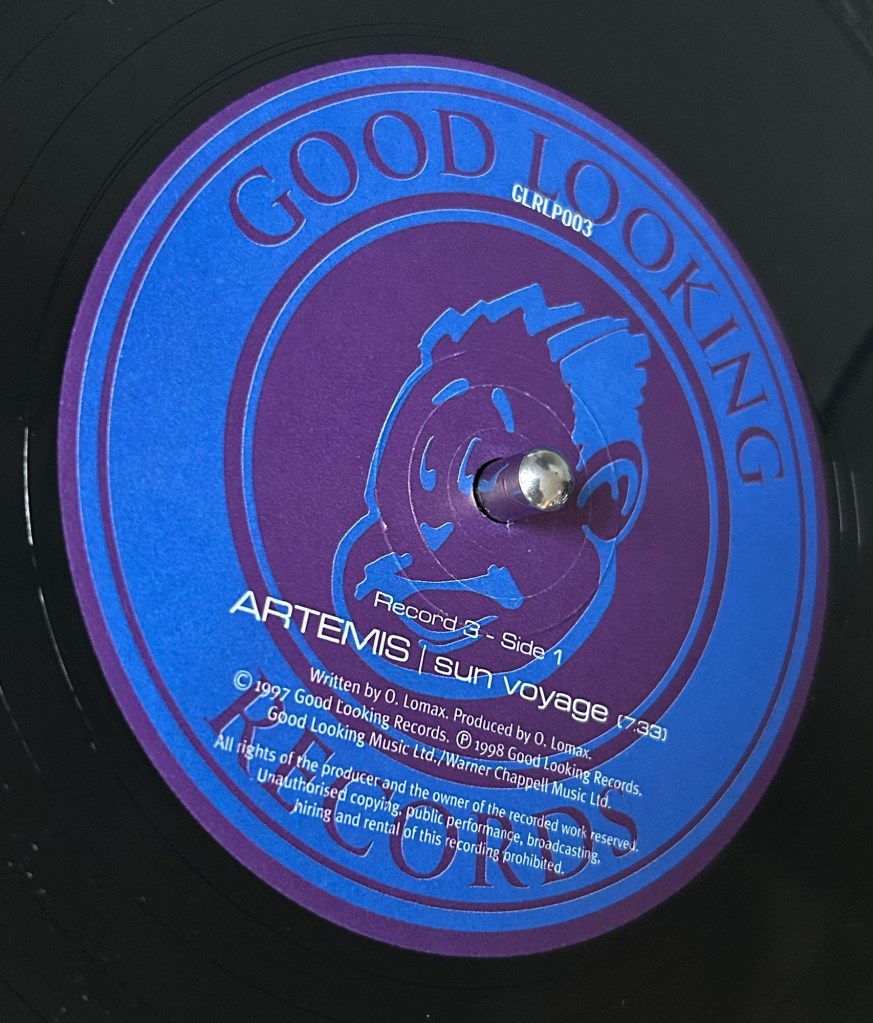 GOOD LOOKING
GLRLP003
Record 3 - Side 1
ARTEMIS | sun voyage (7.33)
Written by O. Lomax. Produced by O. Lomax.
© 1997 Good Looking Records. ℗ 1998 Good Looking Records.
Good Looking Music Ltd./Warner Chappell Music Ltd.
All rights of the producer and the owner of the recorded work reserved.
Unauthorised copying, public performance, broadcasting,
hiring and rental of this recording prohibited.
RECORDS